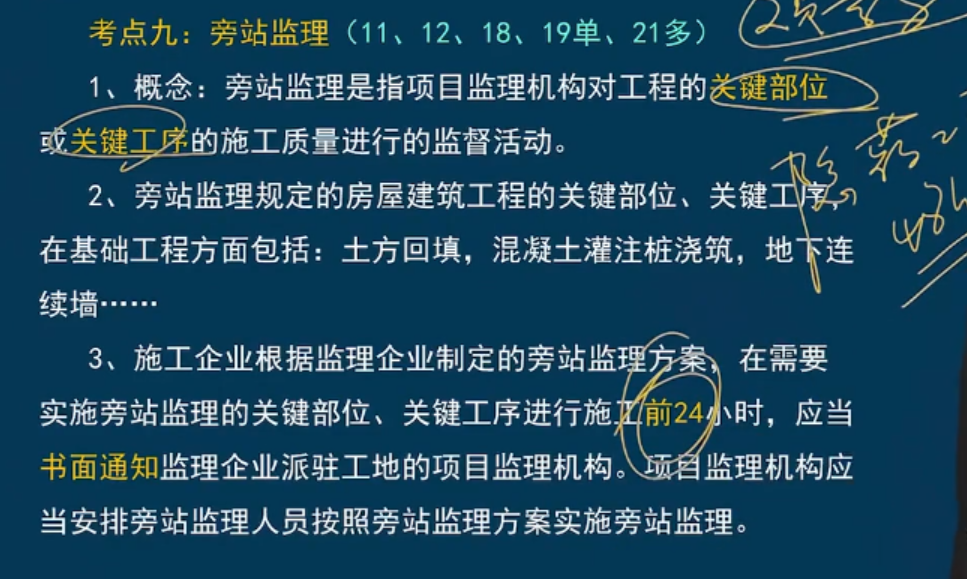 考点九：旁站监理（11、12、18、19单、21多）
1、概念：旁站监理是指项目监理机构对工程的关键部位
或关键工序的施工质量进行的监督活动。
2、旁站监理规定的房屋建筑工程的关键部位、关键工序，
在基础工程方面包括：土方回填，混凝土灌注桩浇筑，地下连
续墙……
3、施工企业根据监理企业制定的旁站监理方案，在需要
实施旁站监理的关键部位、关键工序进行施工前24小时，应当
书面通知监理企业派驻工地的项目监理机构。项目监理机构应
当安排旁站监理人员按照旁站监理方案实施旁站监理。